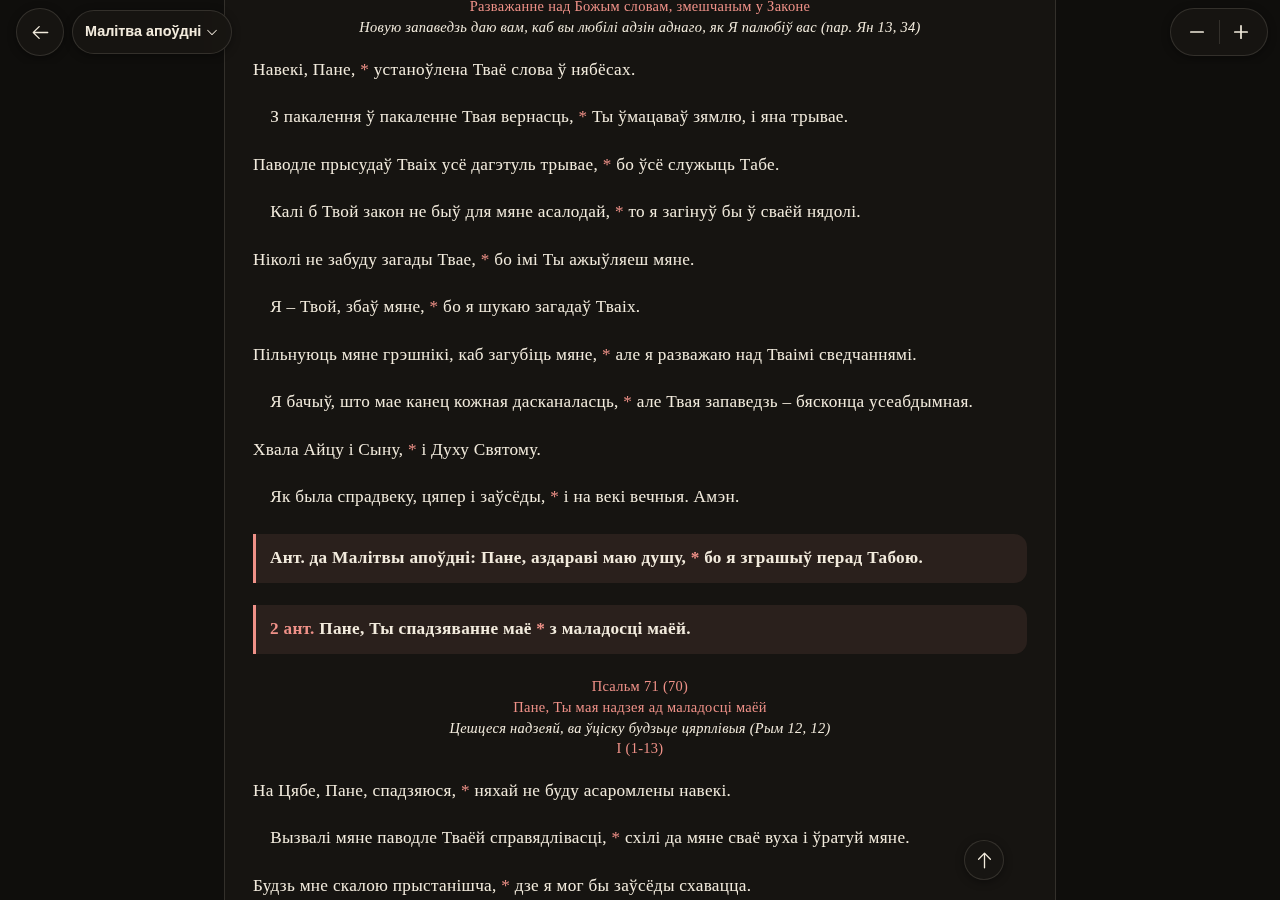 Разважанне над Божым словам, змешчаным у Законе
Малітва апоўдні
Новую запаведзь даю вам, каб вы любілі адзін аднаго, як Я палюбіў вас (пар. Ян 13, 34)
Навекі, Пане, * устаноўлена Тваё слова ў нябёсах.
З пакалення ў пакаленне Твая вернасць, * Ты ўмацаваў зямлю, і яна трывае.
Паводле прысудаў Тваіх усё дагэтуль трывае, * бо ўсё служыць Табе.
Калі б Твой закон не быў для мяне асалодай, * то я загінуў бы ў сваёй нядолі.
Ніколі не забуду загады Твае, * бо імі Ты ажыўляеш мяне.
Я – Твой, збаў мяне, * бо я шукаю загадаў Тваіх.
Пільнуюць мяне грэшнікі, каб загубіць мяне, * але я разважаю над Тваімі сведчаннямі.
Я бачыў, што мае канец кожная дасканаласць, * але Твая запаведзь – бясконца усеабдымная.
Хвала Айцу і Сыну, * і Духу Святому.
Як была спрадвеку, цяпер і заўсёды, * і на векі вечныя. Амэн.
Ант. да Малітвы апоўдні: Пане, аздараві маю душу, * бо я зграшыў перад Табою.
2 ант. Пане, Ты спадзяванне маё * з маладосці маёй.
Псальм 71 (70)
Пане, Ты мая надзея ад маладосці маёй
Цешцеся надзеяй, ва ўціску будзьце цярплівыя (Рым 12, 12)
I (1-13)
На Цябе, Пане, спадзяюся, * няхай не буду асаромлены навекі.
Вызвалі мяне паводле Тваёй справядлівасці, * схілі да мяне сваё вуха і ўратуй мяне.
Будзь мне скалою прыстанішча, * дзе я мог бы заўсёды схавацца.